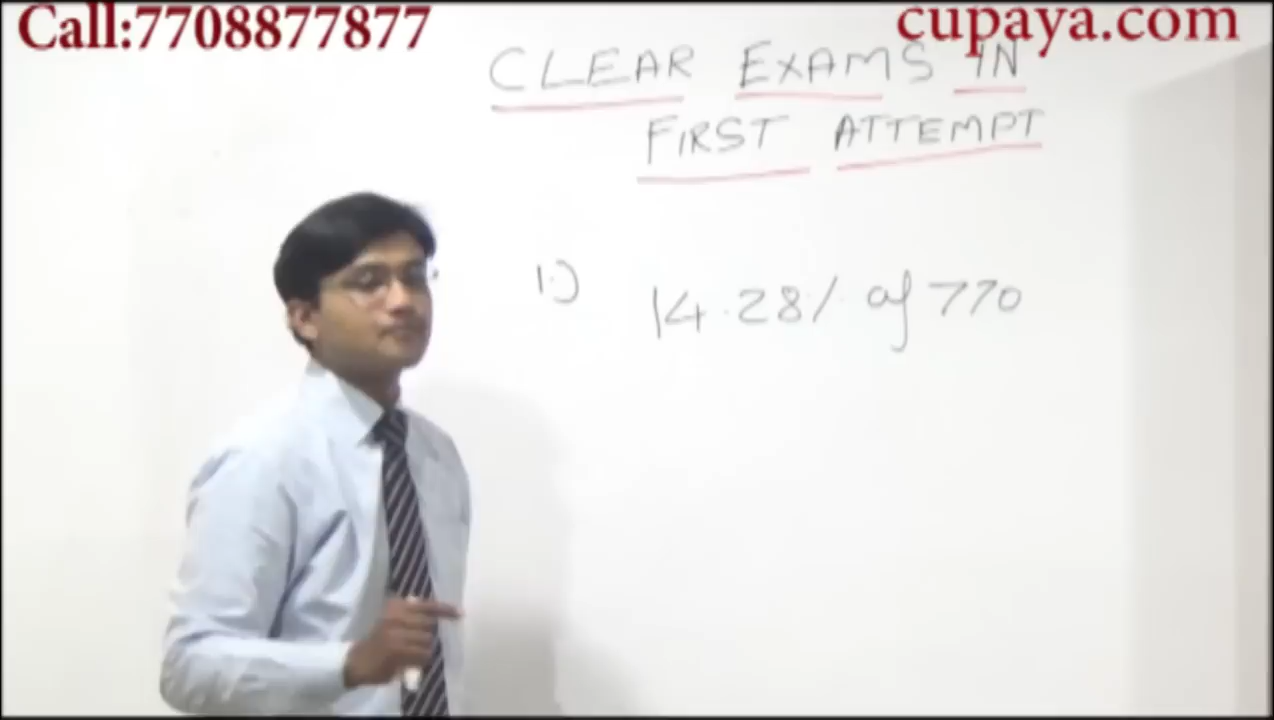 Call:7708877877
cupaya.com
CLEAR EXAMS IN
FIRST ATTEMPT
1.) 14.28% of 770